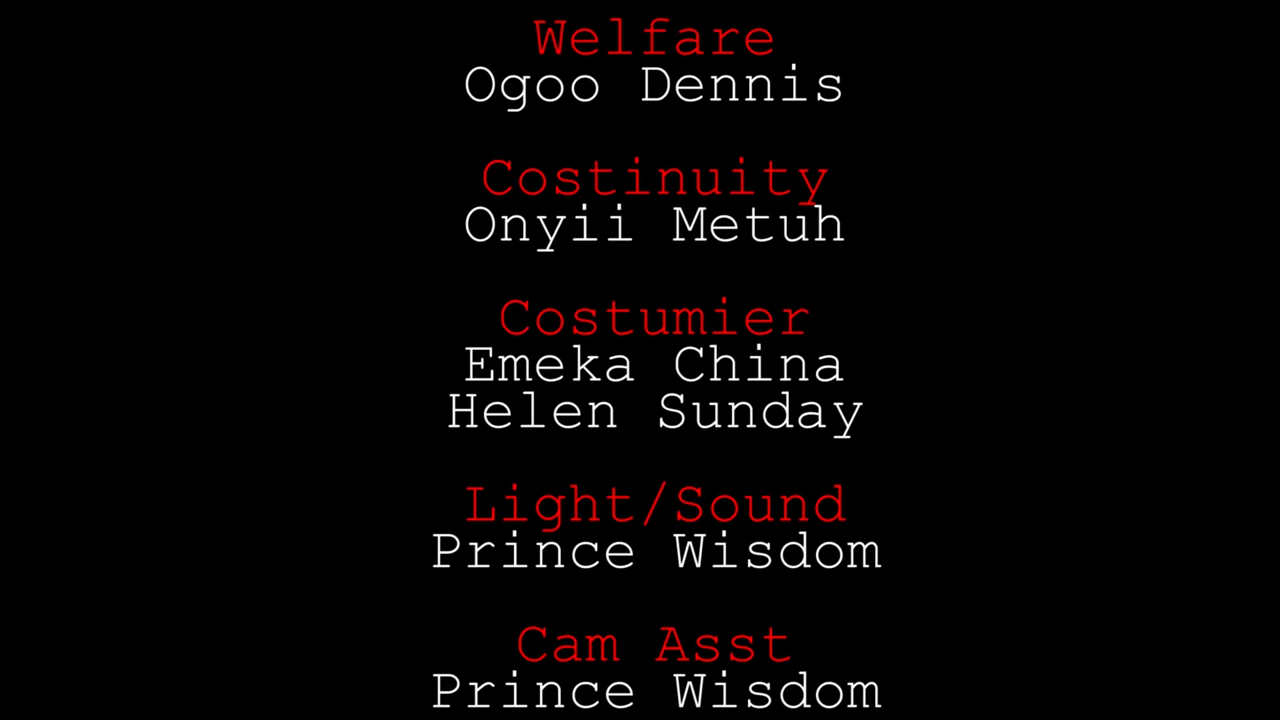 Welfare
Ogoo Dennis
Costinuity
Onyii Metuh
Costumier
Emeka China
Helen Sunday
Light/Sound
Prince Wisdom
Cam Asst
Prince Wisdom